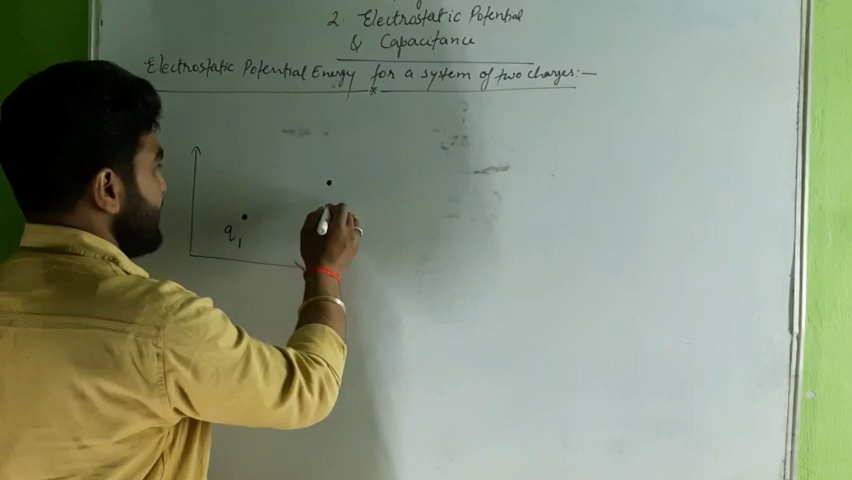 2. Electrostatic Potential
& Capacitance
Electrostatic Potential Energy for a system of two charges:—
q1